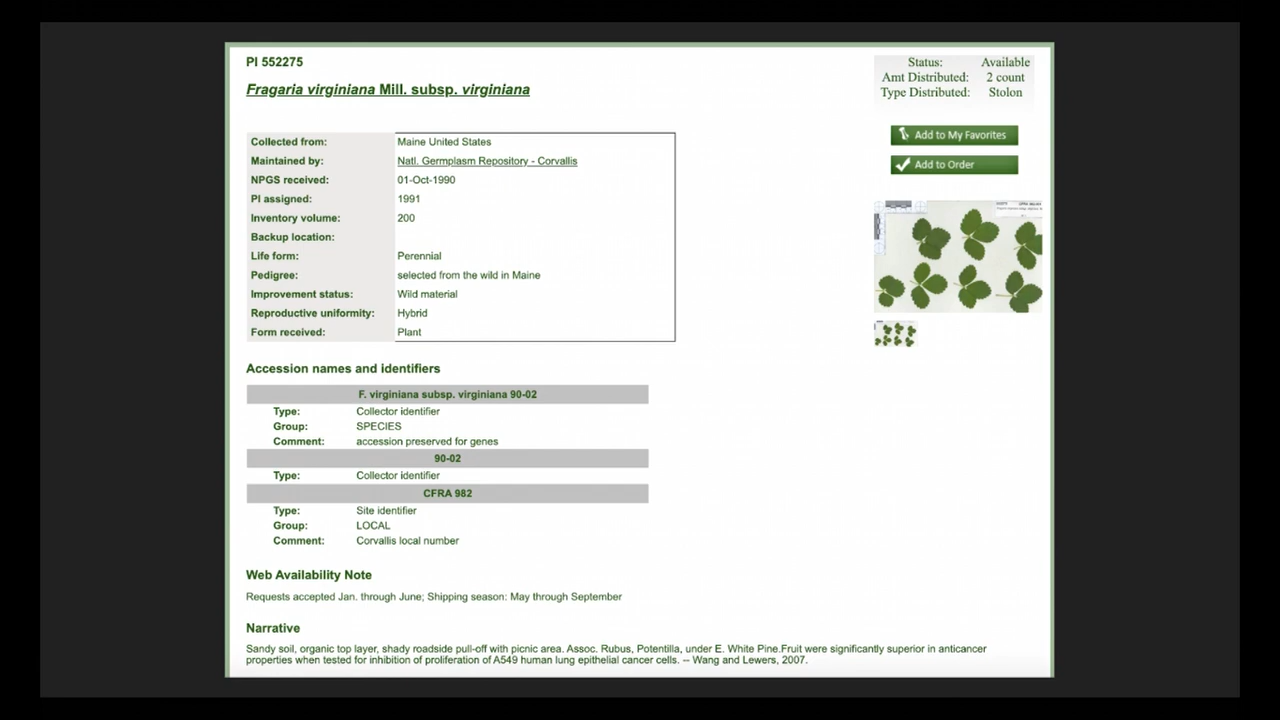 PI 552275
Fragaria virginiana Mill. subsp. virginiana
Status: Available
Amt Distributed: 2 count
Type Distributed: Stolon
Add to My Favorites
Add to Order
Collected from: Maine United States
Maintained by: Natl. Germplasm Repository - Corvallis
NPGS received: 01-Oct-1990
PI assigned: 1991
Inventory volume: 200
Backup location:
Life form: Perennial
Pedigree: selected from the wild in Maine
Improvement status: Wild material
Reproductive uniformity: Hybrid
Form received: Plant
Accession names and identifiers
F. virginiana subsp. virginiana 90-02
Type: Collector identifier
Group: SPECIES
Comment: accession preserved for genes
90-02
Type: Collector identifier
CFRA 982
Type: Site identifier
Group: LOCAL
Comment: Corvallis local number
Web Availability Note
Requests accepted Jan. through June; Shipping season: May through September
Narrative
Sandy soil, organic top layer, shady roadside pull-off with picnic area. Assoc. Rubus, Potentilla, under E. White Pine.Fruit were significantly superior in anticancer
properties when tested for inhibition of proliferation of A549 human lung epithelial cancer cells. -- Wang and Lewers, 2007.